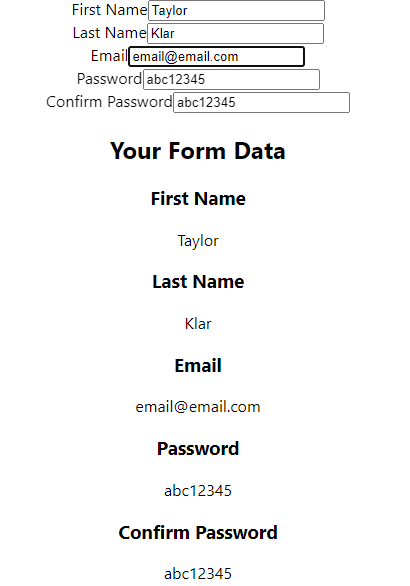 First Name Taylor
Last Name Klar
Email email@email.com
Password abc12345
Confirm Password abc12345
Your Form Data
First Name
Taylor
Last Name
Klar
Email
email@email.com
Password
abc12345
Confirm Password
abc12345